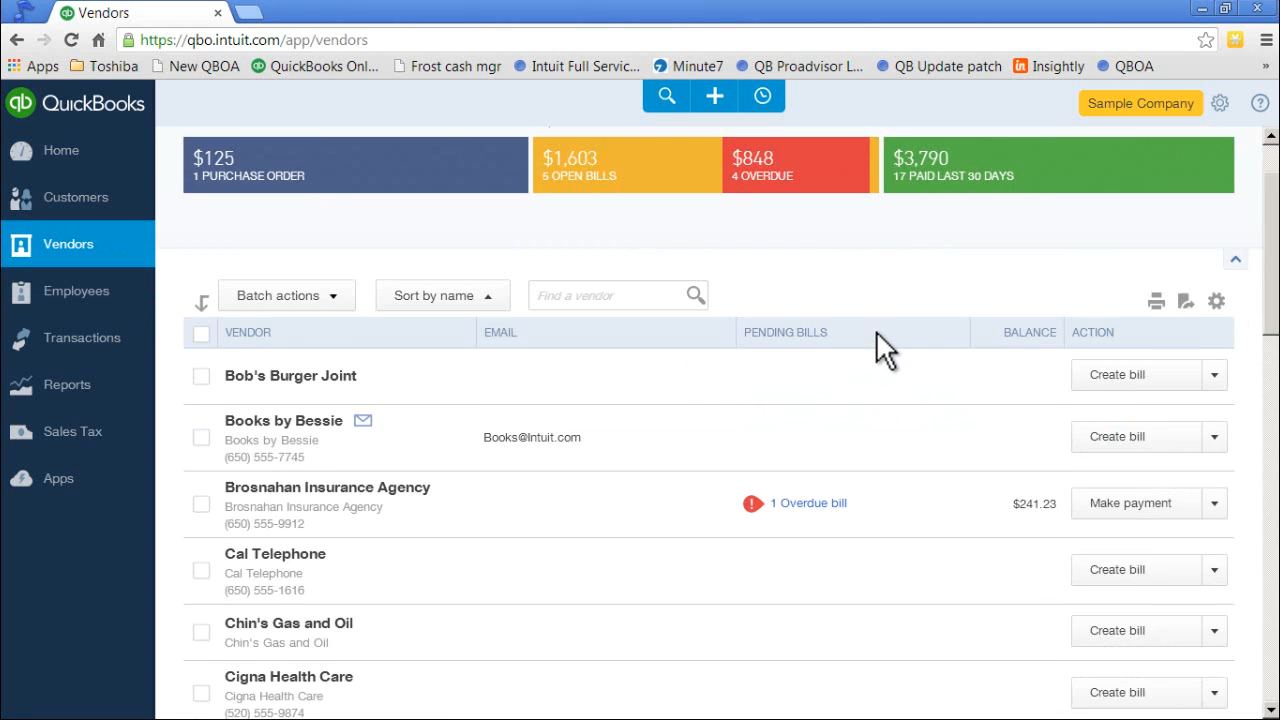 Vendors
https://qbo.intuit.com/app/vendors
Apps Toshiba New QBOA QuickBooks Onl... Frostcash mgr Intuit Full Servic... Minute7 QB Proadvisor L... QB Update patch Insightly QBOA »
qb QuickBooks
Sample Company
Home
Customers
Vendors
Employees
Transactions
Reports
Sales Tax
Apps
$125
1 PURCHASE ORDER
$1,603
5 OPEN BILLS
$848
4 OVERDUE
$3,790
17 PAID LAST 30 DAYS
Batch actions Sort by name Find a vendor
VENDOR EMAIL PENDING BILLS BALANCE ACTION
Bob's Burger Joint Create bill
Books by Bessie
Books by Bessie
(650) 555-7745
Books@Intuit.com Create bill
Brosnahan Insurance Agency
Brosnahan Insurance Agency
(650) 555-9912
1 Overdue bill $241.23 Make payment
Cal Telephone
Cal Telephone
(650) 555-1616
Create bill
Chin's Gas and Oil
Chin's Gas and Oil
Create bill
Cigna Health Care
Cigna Health Care
(520) 555-9874
Create bill